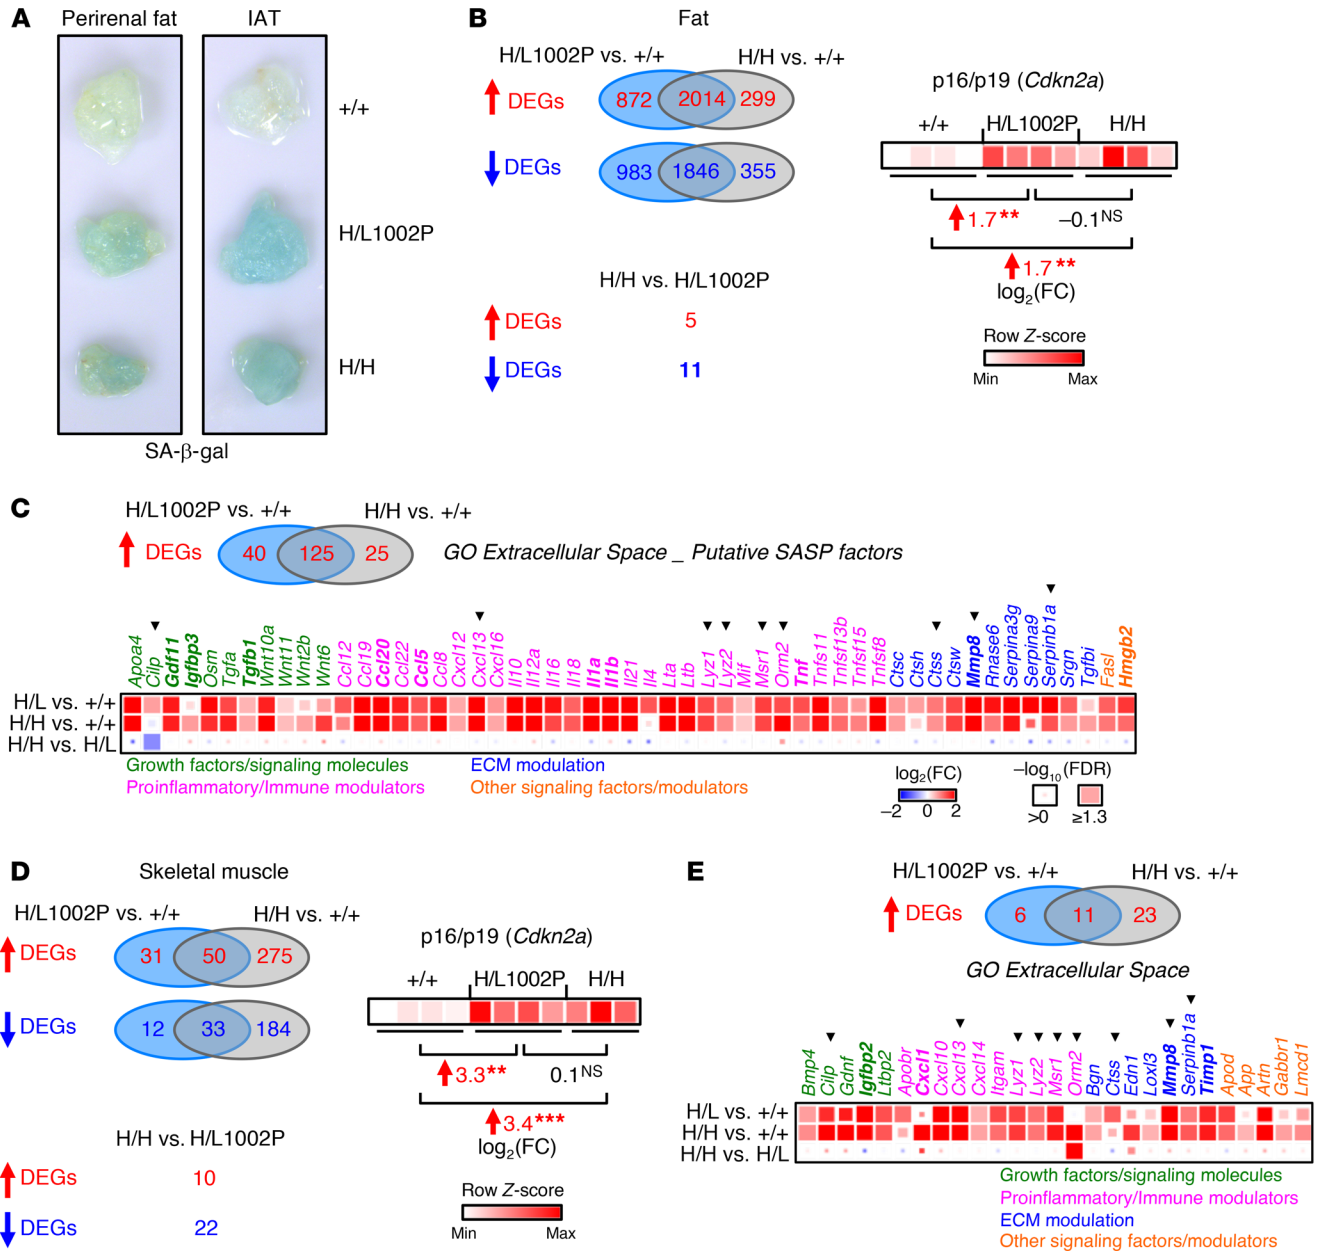 A
Perirenal fat
IAT
+/+
H/L1002P
H/H
SA-β-gal
B
Fat
H/L1002P vs. +/+
H/H vs. +/+
DEGs
872
2014
299
DEGs
983
1846
355
H/H vs. H/L1002P
DEGs
5
DEGs
11
p16/p19 (Cdkn2a)
+/+
H/L1002P
H/H
1.7**
−0.1NS
1.7**
log2(FC)
Row Z-score
Min
Max
C
H/L1002P vs. +/+
H/H vs. +/+
DEGs
40
125
25
GO Extracellular Space _ Putative SASP factors
Apoa4
Cilp
Gdf11
Igfbp3
Osm
Tgfa
Tgfb1
Wnt10a
Wnt11
Wnt2b
Wnt6
Ccl12
Ccl19
Ccl20
Ccl22
Ccl5
Ccl8
Cxcl12
Cxcl13
Cxcl16
Il10
Il12a
Il16
Il18
Il1a
Il1b
Il21
Il4
Lta
Ltb
Lyz1
Lyz2
Mif
Msr1
Orm2
Tnf
Tnfs11
Tnfsf13b
Tnfsf15
Tnfsf8
Ctsc
Ctsh
Ctss
Ctsw
Mmp8
Rnase6
Serpina3g
Serpina9
Serpinb1a
Srgn
Tgfbi
Fasl
Hmgb2
H/L vs. +/+
H/H vs. +/+
H/H vs. H/L
Growth factors/signaling molecules
Proinflammatory/Immune modulators
ECM modulation
Other signaling factors/modulators
log2(FC)
−2 0 2
−log10(FDR)
>0 ≥1.3
D
Skeletal muscle
H/L1002P vs. +/+
H/H vs. +/+
DEGs
31
50
275
DEGs
12
33
184
H/H vs. H/L1002P
DEGs
10
DEGs
22
p16/p19 (Cdkn2a)
+/+
H/L1002P
H/H
3.3**
0.1NS
3.4***
log2(FC)
Row Z-score
Min
Max
E
H/L1002P vs. +/+
H/H vs. +/+
DEGs
6
11
23
GO Extracellular Space
Bmp4
Cilp
Gdnf
Igfbp2
Ltbp2
Apobr
Cxcl1
Cxcl10
Cxcl13
Cxcl14
Itgam
Lyz1
Lyz2
Msr1
Orm2
Bgn
Ctss
Edn1
Loxl3
Mmp8
Serpinb1a
Timp1
Apod
App
Artn
Gabbr1
Lmcd1
H/L vs. +/+
H/H vs. +/+
H/H vs. H/L
Growth factors/signaling molecules
Proinflammatory/Immune modulators
ECM modulation
Other signaling factors/modulators